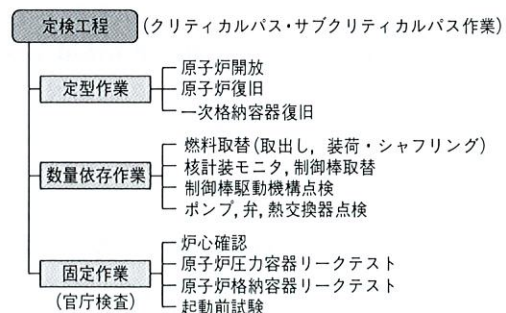 定検工程 (クリティカルパス・サブクリティカルパス作業)
定型作業
原子炉開放
原子炉復旧
一次格納容器復旧
数量依存作業
燃料取替(取出し, 装荷・シャフリング)
核計装モニタ, 制御棒取替
制御棒駆動機構点検
ポンプ, 弁, 熱交換器点検
固定作業
(官庁検査)
炉心確認
原子炉圧力容器リークテスト
原子炉格納容器リークテスト
起動前試験